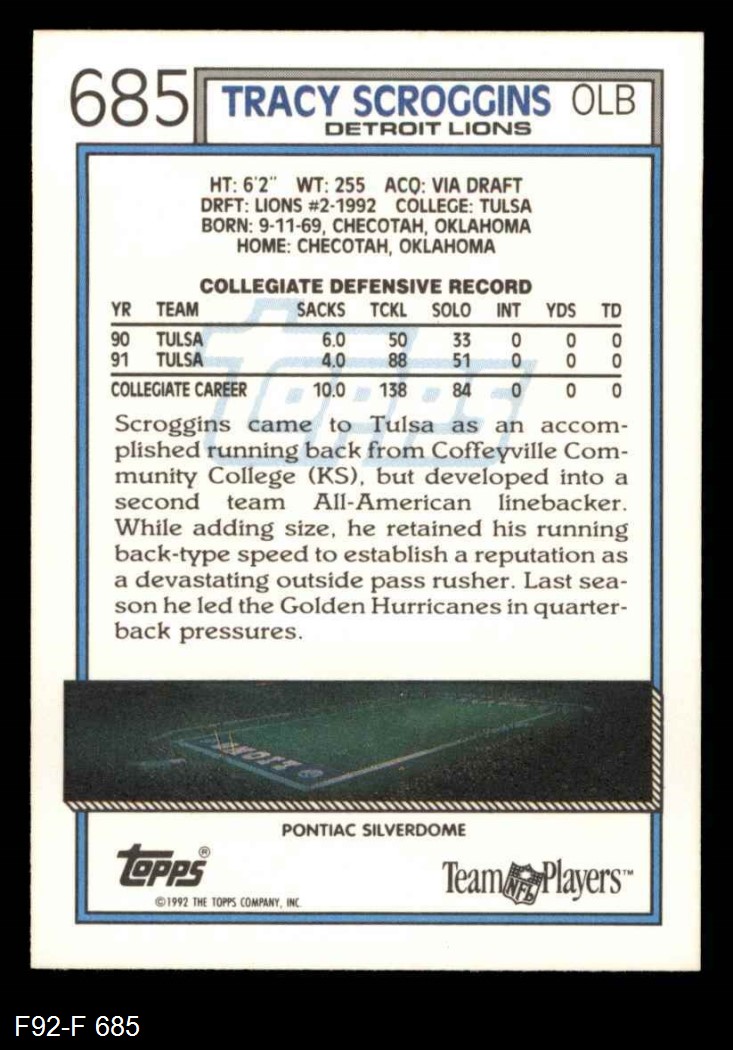 685 TRACY SCROGGINS OLB
DETROIT LIONS
HT: 6'2" WT: 255 ACQ: VIA DRAFT
DRFT: LIONS #2-1992 COLLEGE: TULSA
BORN: 9-11-69, CHECOTAH, OKLAHOMA
HOME: CHECOTAH, OKLAHOMA
COLLEGIATE DEFENSIVE RECORD
YR TEAM SACKS TCKL SOLO INT YDS TD
90 TULSA 6.0 50 33 0 0 0
91 TULSA 4.0 88 51 0 0 0
COLLEGIATE CAREER 10.0 138 84 0 0 0
Topps
Scroggins came to Tulsa as an accom-
plished running back from Coffeyville Com-
munity College (KS), but developed into a
second team All-American linebacker.
While adding size, he retained his running
back-type speed to establish a reputation as
a devastating outside pass rusher. Last sea-
son he led the Golden Hurricanes in quarter-
back pressures.
LIONS
PONTIAC SILVERDOME
Topps®
Team NFL Players™
©1992 THE TOPPS COMPANY, INC.
F92-F 685